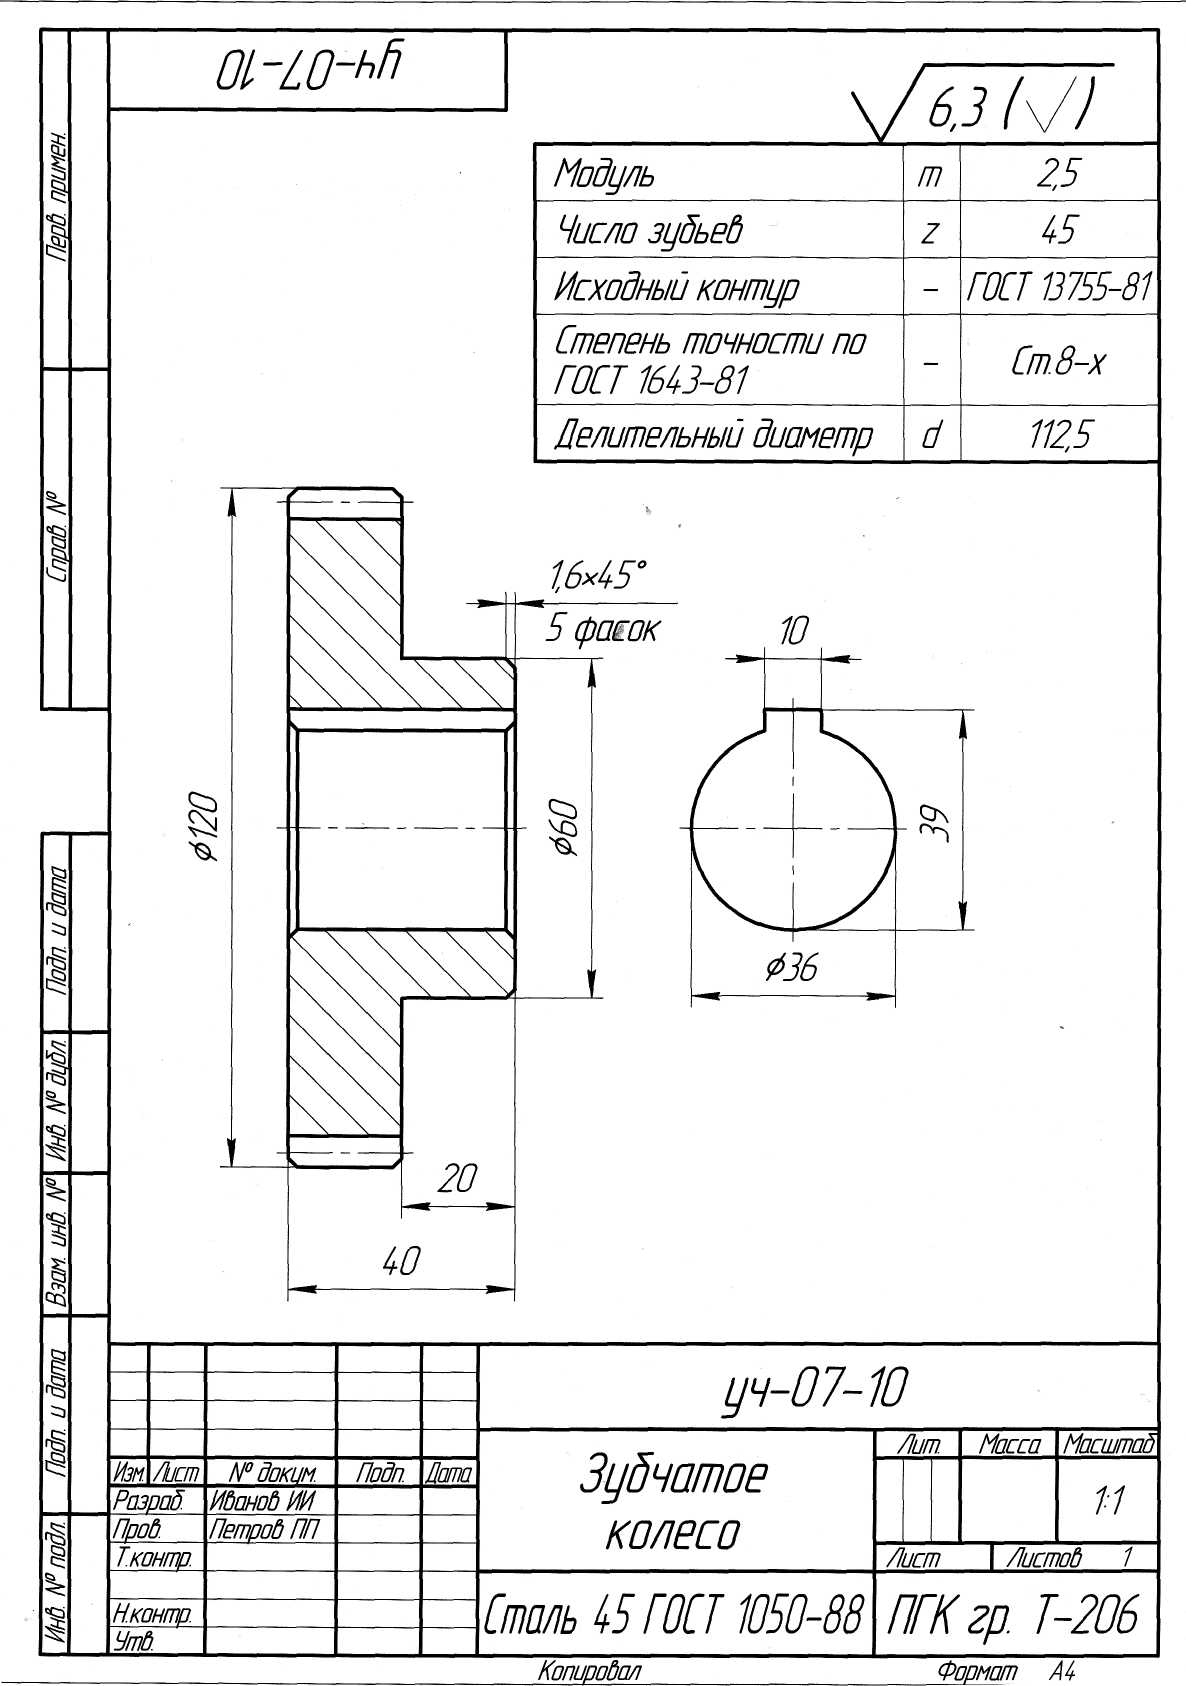 уч-07-10
6,3 (√)
Модуль m 2,5
Число зубьев z 45
Исходный контур – ГОСТ 13755-81
Степень точности по
ГОСТ 1643-81 – Ст.8-х
Делительный диаметр d 112,5
1,6×45°
5 фасок
10
⌀120
⌀60
39
⌀36
20
40
Перв. примен.
Справ. №
Подп. и дата
Инв. № дубл.
Взам. инв. №
Подп. и дата
Инв. № подл.
уч-07-10
Лит. Масса Масштаб
Зубчатое
колесо
1:1
Изм Лист № докум. Подп. Дата
Разраб. Иванов ИИ
Пров. Петров ПП
Т.контр.
Лист Листов 1
Н.контр.
Утв.
Сталь 45 ГОСТ 1050-88
ПГК гр. Т-206
Копировал Формат А4